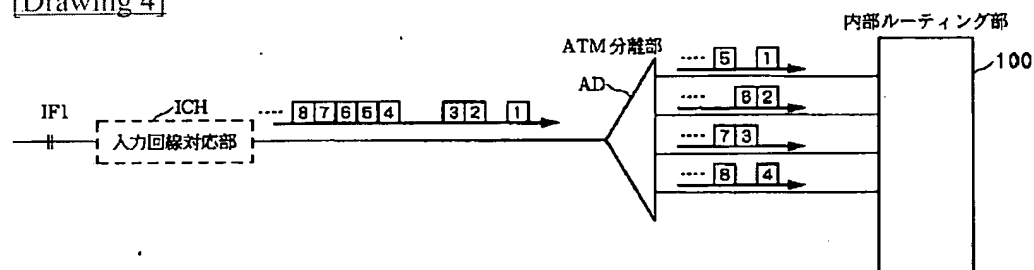 [Drawing 4]
内部ルーティング部
ATM分離部
100
AD
IF1
ICH
入力回線対応部
···· 8 7 6 5 4 3 2 1
···· 5 1
···· 6 2
···· 7 3
···· 8 4